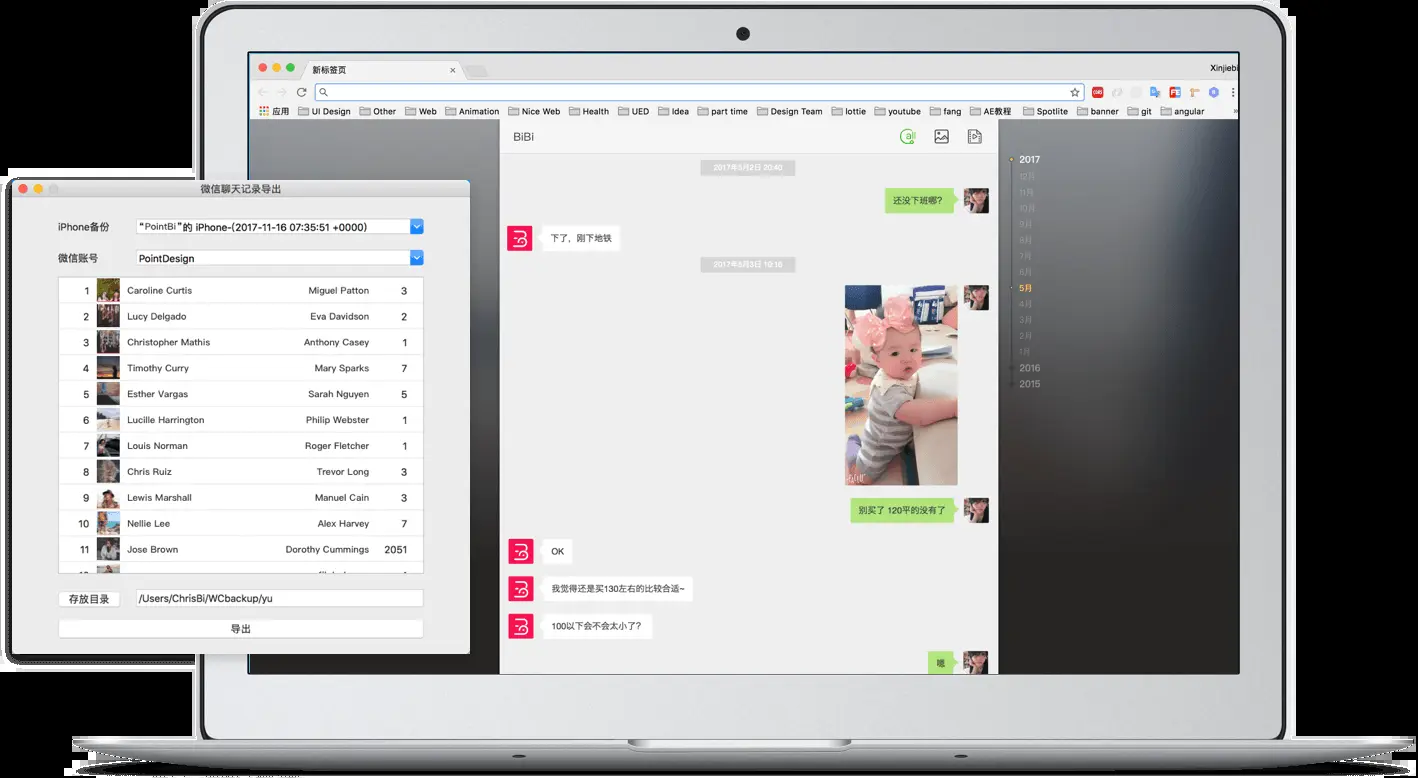 新标签页
Xinjiebi
应用 UI Design Other Web Animation Nice Web Health UED Idea part time Design Team lottie youtube fang AE教程 Spotlite banner git angular
BiBi
all
2017年5月2日 20:40
还没下班哪？
下了，刚下地铁
2017年5月3日 10:16
别买了 120平的没有了
OK
我觉得还是买130左右的比较合适~
100以下会不会太小了？
嗯
2017
12月
11月
10月
9月
8月
7月
6月
5月
4月
3月
2月
1月
2016
2015
微信聊天记录导出
iPhone备份 “PointBi”的 iPhone-(2017-11-16 07:35:51 +0000)
微信账号 PointDesign
1 Caroline Curtis Miguel Patton 3
2 Lucy Delgado Eva Davidson 2
3 Christopher Mathis Anthony Casey 1
4 Timothy Curry Mary Sparks 7
5 Esther Vargas Sarah Nguyen 5
6 Lucille Harrington Philip Webster 1
7 Louis Norman Roger Fletcher 1
8 Chris Ruiz Trevor Long 3
9 Lewis Marshall Manuel Cain 3
10 Nellie Lee Alex Harvey 7
11 Jose Brown Dorothy Cummings 2051
存放目录 /Users/ChrisBi/WCbackup/yu
导出